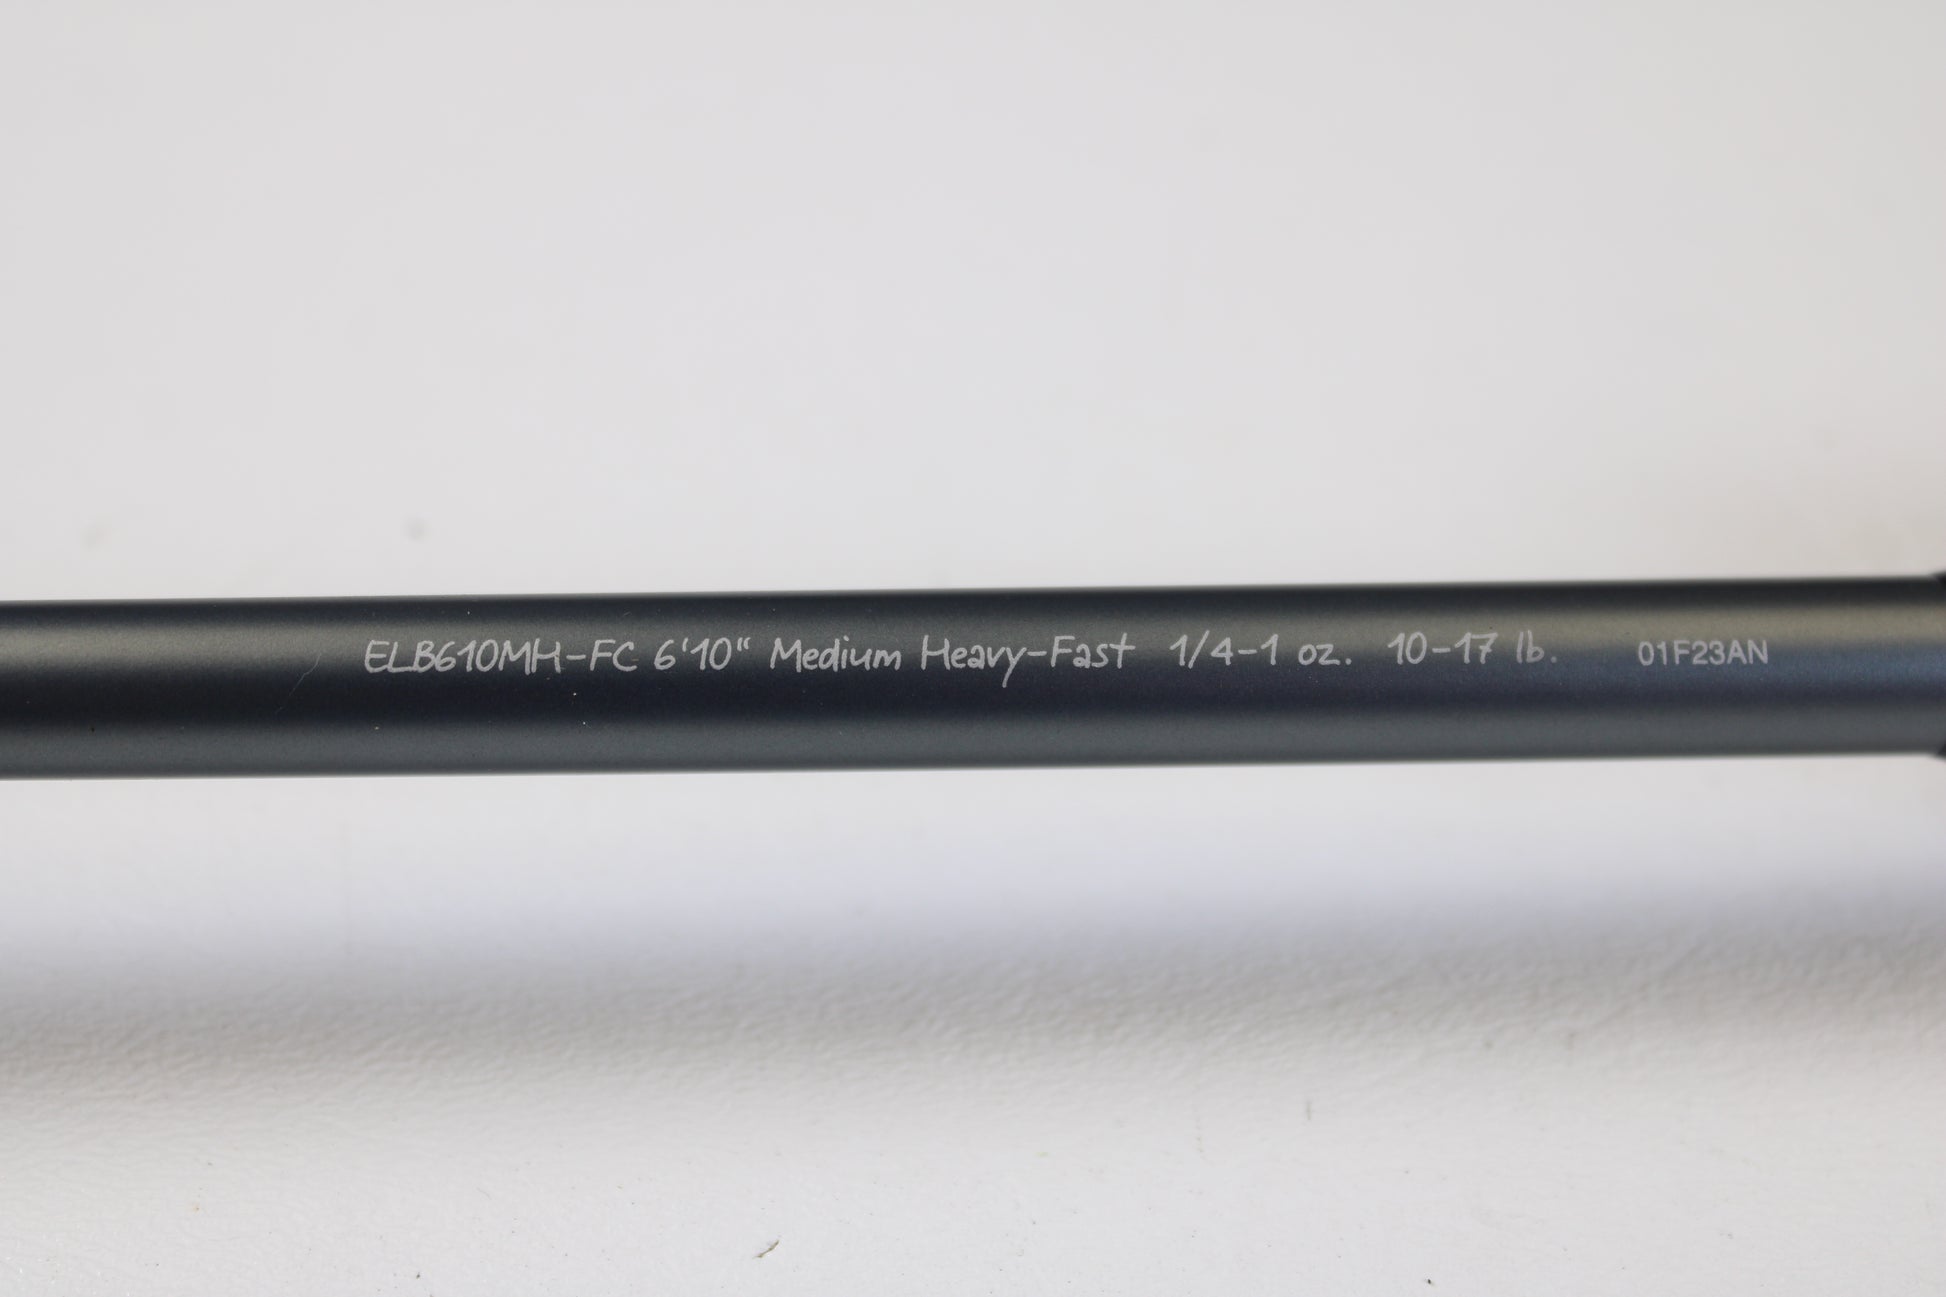 ELB610MH-FC 6'10" Medium Heavy-Fast 1/4-1 oz. 10-17 lb. 01F23AN